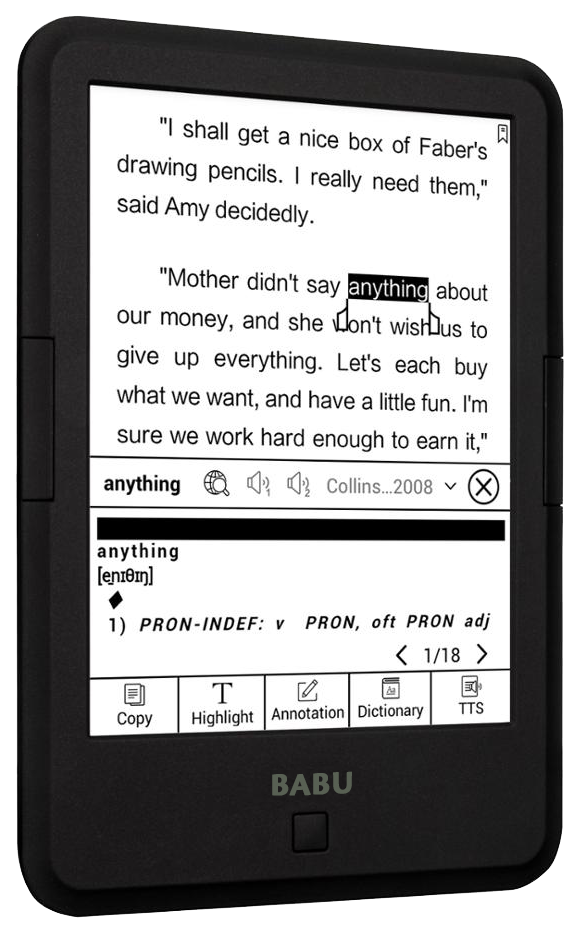 "I shall get a nice box of Faber's
drawing pencils. I really need them,"
said Amy decidedly.
"Mother didn't say anything about
our money, and she won't wish us to
give up everything. Let's each buy
what we want, and have a little fun. I'm
sure we work hard enough to earn it,"
anything 1 2 Collins...2008
anything
[enɪθɪŋ]
1) PRON-INDEF: v PRON, oft PRON adj
< 1/18 >
Copy Highlight Annotation Dictionary TTS
BABU